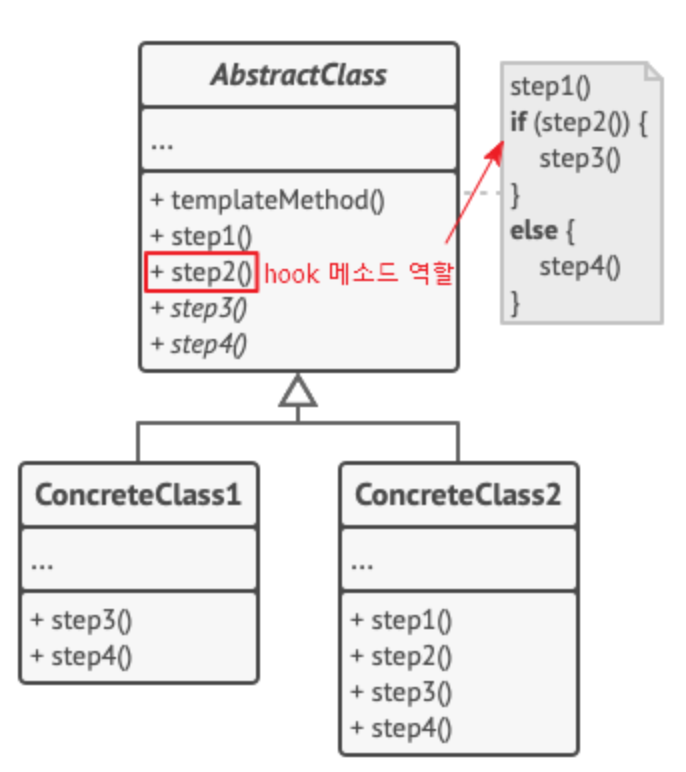 AbstractClass
...
+ templateMethod()
+ step1()
+ step2() hook 메소드 역할
+ step3()
+ step4()
step1()
if (step2()) {
step3()
}
else {
step4()
}
ConcreteClass1
...
+ step3()
+ step4()
ConcreteClass2
...
+ step1()
+ step2()
+ step3()
+ step4()